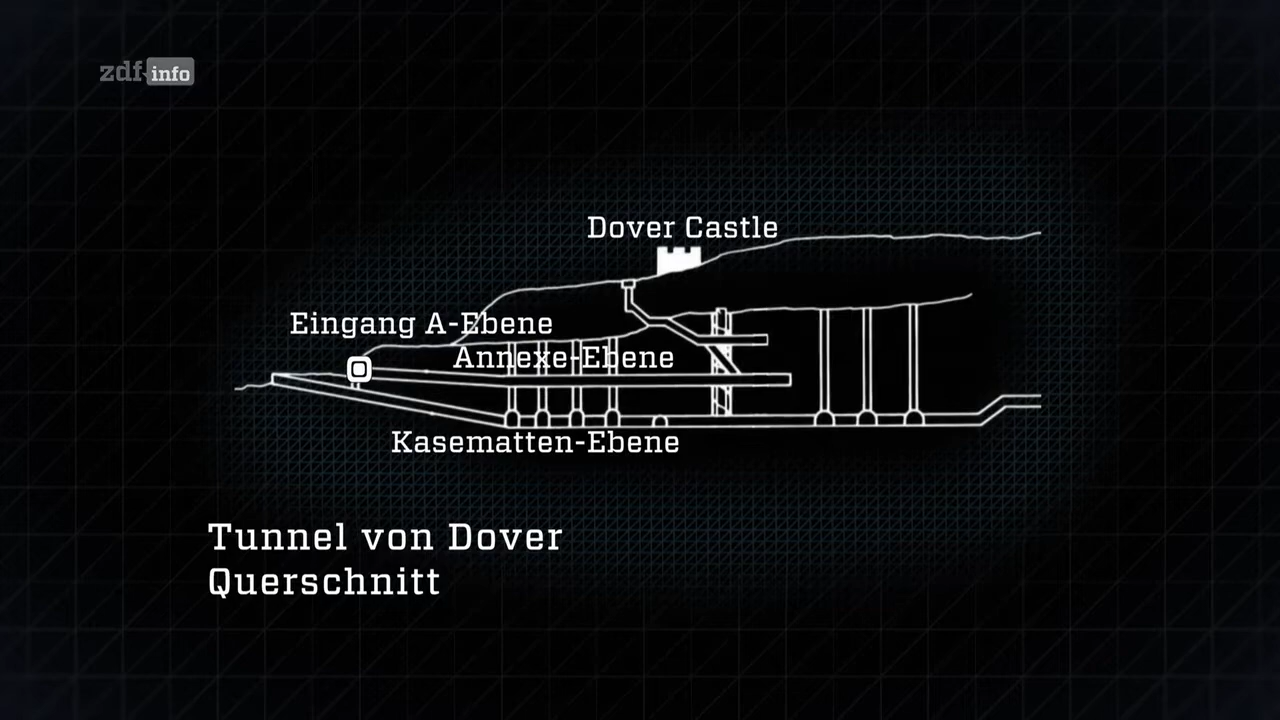 zdf info
Dover Castle
Eingang A-Ebene
Annexe-Ebene
Kasematten-Ebene
Tunnel von Dover
Querschnitt